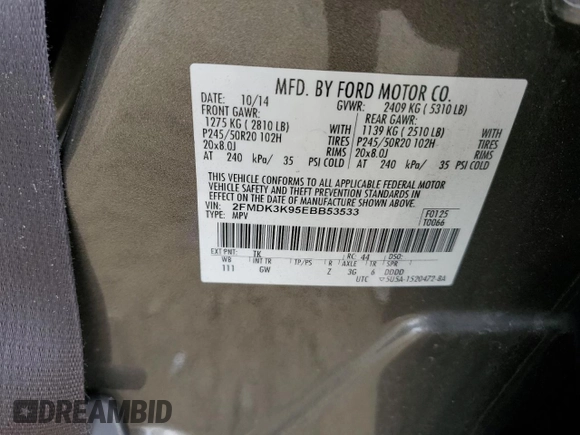 MFD. BY FORD MOTOR CO.
DATE: 10/14 GVWR: 2409 KG ( 5310 LB)
FRONT GAWR: REAR GAWR:
1275 KG ( 2810 LB) WITH 1139 KG ( 2510 LB) WITH
P245/50R20 102H TIRES P245/50R20 102H TIRES
20x8.0J RIMS 20x8.0J RIMS
AT 240 kPa/ 35 PSI COLD AT 240 kPa/ 35 PSI COLD
THIS VEHICLE CONFORMS TO ALL APPLICABLE FEDERAL MOTOR
VEHICLE SAFETY AND THEFT PREVENTION STANDARDS IN
EFFECT ON THE DATE OF MANUFACTURE SHOWN ABOVE.
VIN: 2FMDK3K95EBB53533 F0125
TYPE: MPV T0066
EXT PNT: TK RC: 44 DSO:
WB INT TR TP/PS R AXLE TR SPR
111 GW Z 3G 6 DDDD
UTC
DREAMBID